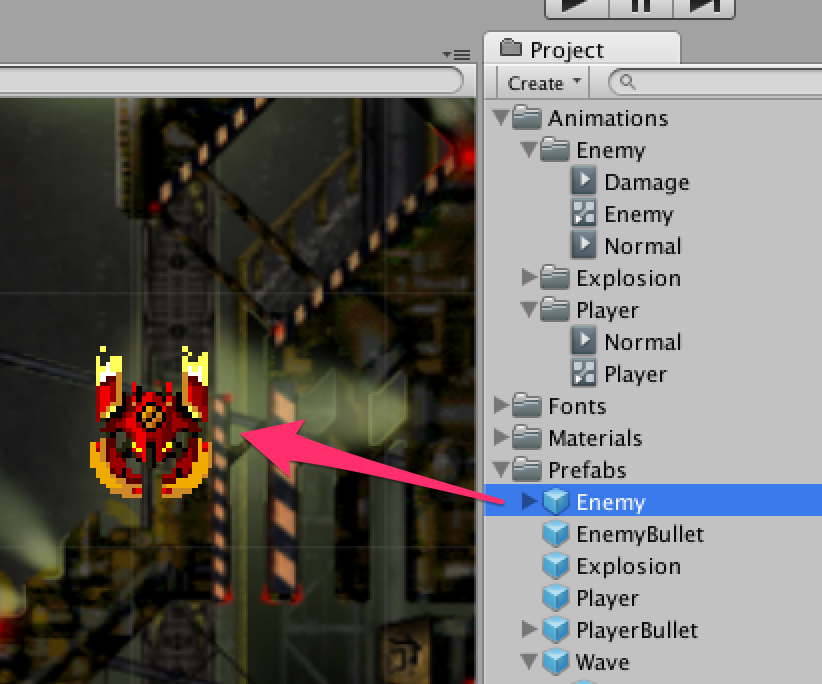 Project
Create
Animations
Enemy
Damage
Enemy
Normal
Explosion
Player
Normal
Player
Fonts
Materials
Prefabs
Enemy
EnemyBullet
Explosion
Player
PlayerBullet
Wave